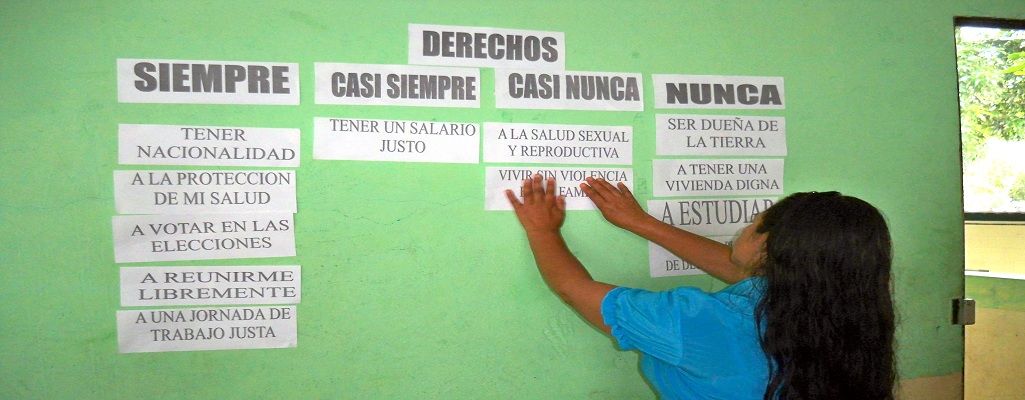 DERECHOS
SIEMPRE
TENER
NACIONALIDAD
A LA PROTECCION
DE MI SALUD
A VOTAR EN LAS
ELECCIONES
A REUNIRME
LIBREMENTE
A UNA JORNADA DE
TRABAJO JUSTA
CASI SIEMPRE
TENER UN SALARIO
JUSTO
CASI NUNCA
A LA SALUD SEXUAL
Y REPRODUCTIVA
VIVIR SIN VIOLENCIA
NUNCA
SER DUEÑA DE
LA TIERRA
A TENER UNA
VIVIENDA DIGNA
A ESTUDIAR